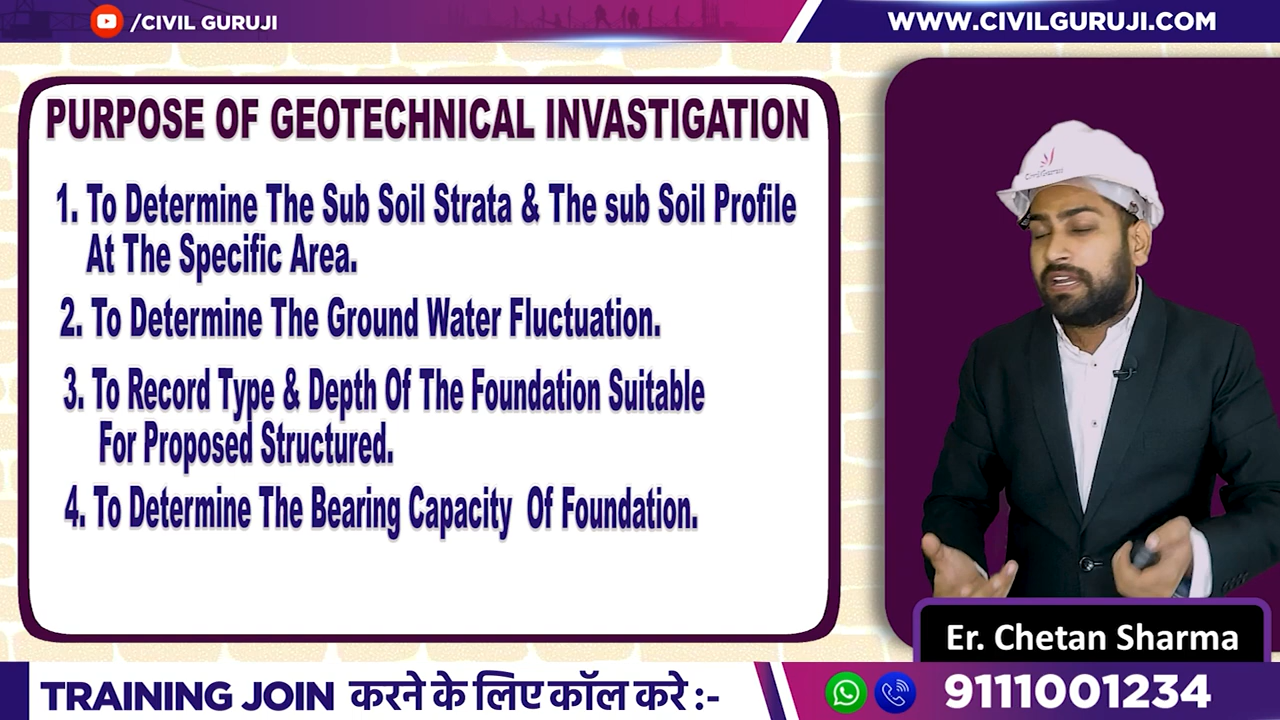 /CIVIL GURUJI
WWW.CIVILGURUJI.COM
PURPOSE OF GEOTECHNICAL INVASTIGATION
1. To Determine The Sub Soil Strata & The sub Soil Profile
At The Specific Area.
2. To Determine The Ground Water Fluctuation.
3. To Record Type & Depth Of The Foundation Suitable
For Proposed Structured.
4. To Determine The Bearing Capacity Of Foundation.
Civil Guruji
Er. Chetan Sharma
TRAINING JOIN करने के लिए कॉल करे :-
9111001234